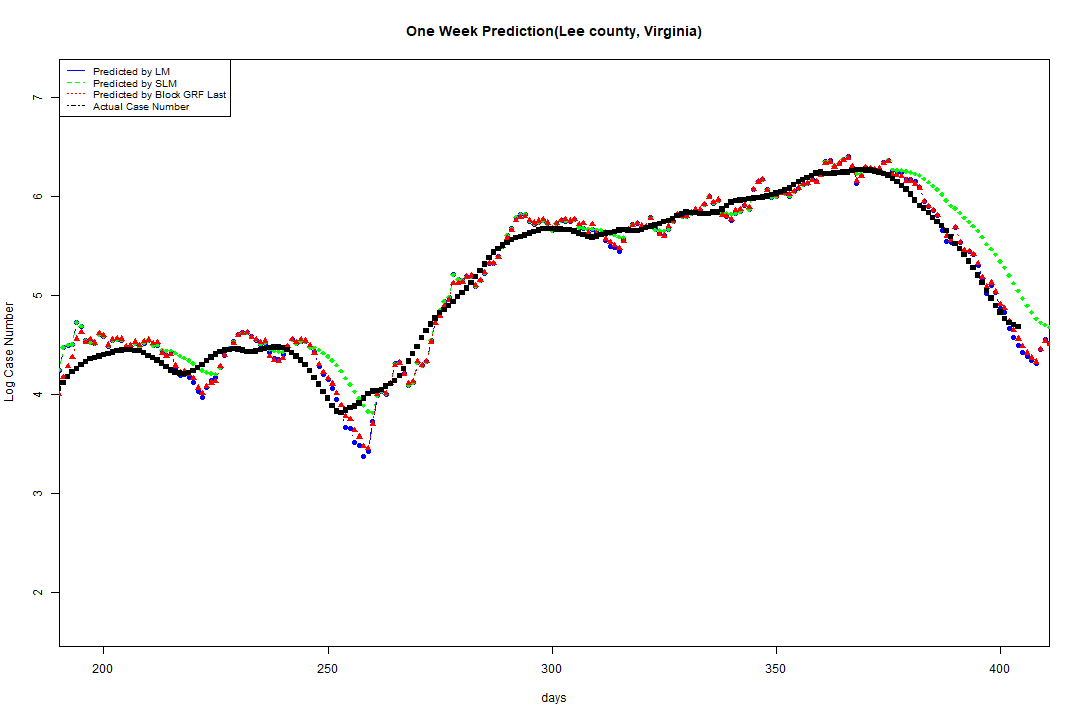 One Week Prediction(Lee county, Virginia)
Predicted by LM
Predicted by SLM
Predicted by Block GRF Last
Actual Case Number
7
6
5
4
3
2
Log Case Number
200 250 300 350 400
days